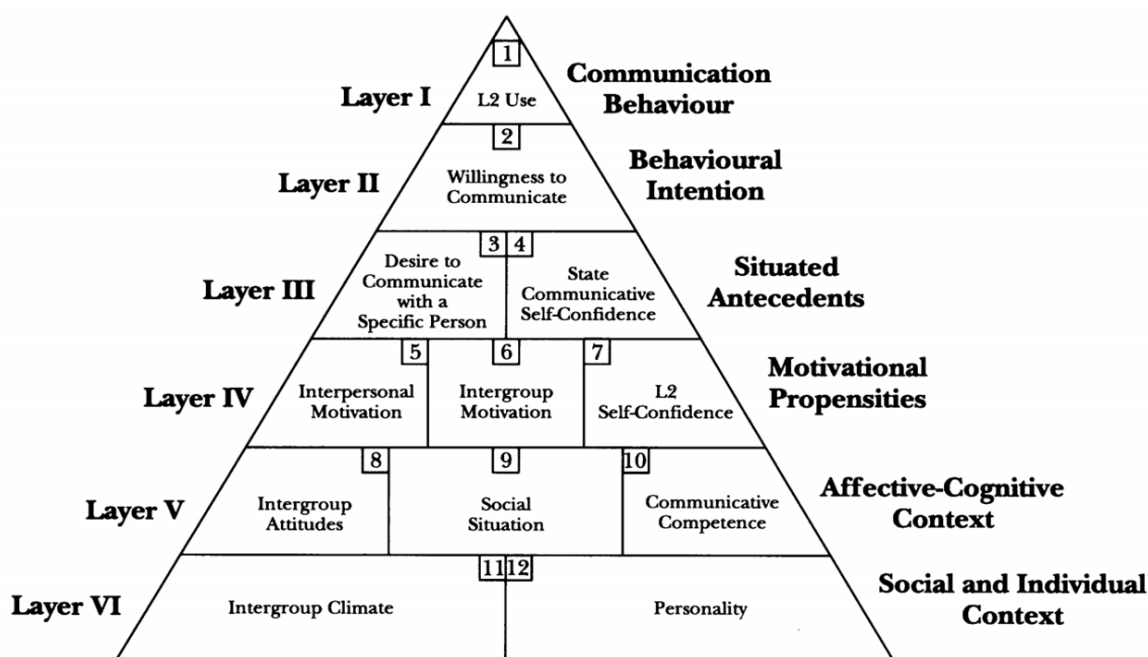 1
Layer I
L2 Use
Communication
Behaviour
2
Layer II
Willingness to
Communicate
Behavioural
Intention
3 4
Layer III
Desire to
Communicate
with a
Specific Person
State
Communicative
Self-Confidence
Situated
Antecedents
5 6 7
Layer IV
Interpersonal
Motivation
Intergroup
Motivation
L2
Self-Confidence
Motivational
Propensities
8 9 10
Layer V
Intergroup
Attitudes
Social
Situation
Communicative
Competence
Affective-Cognitive
Context
11 12
Layer VI
Intergroup Climate
Personality
Social and Individual
Context